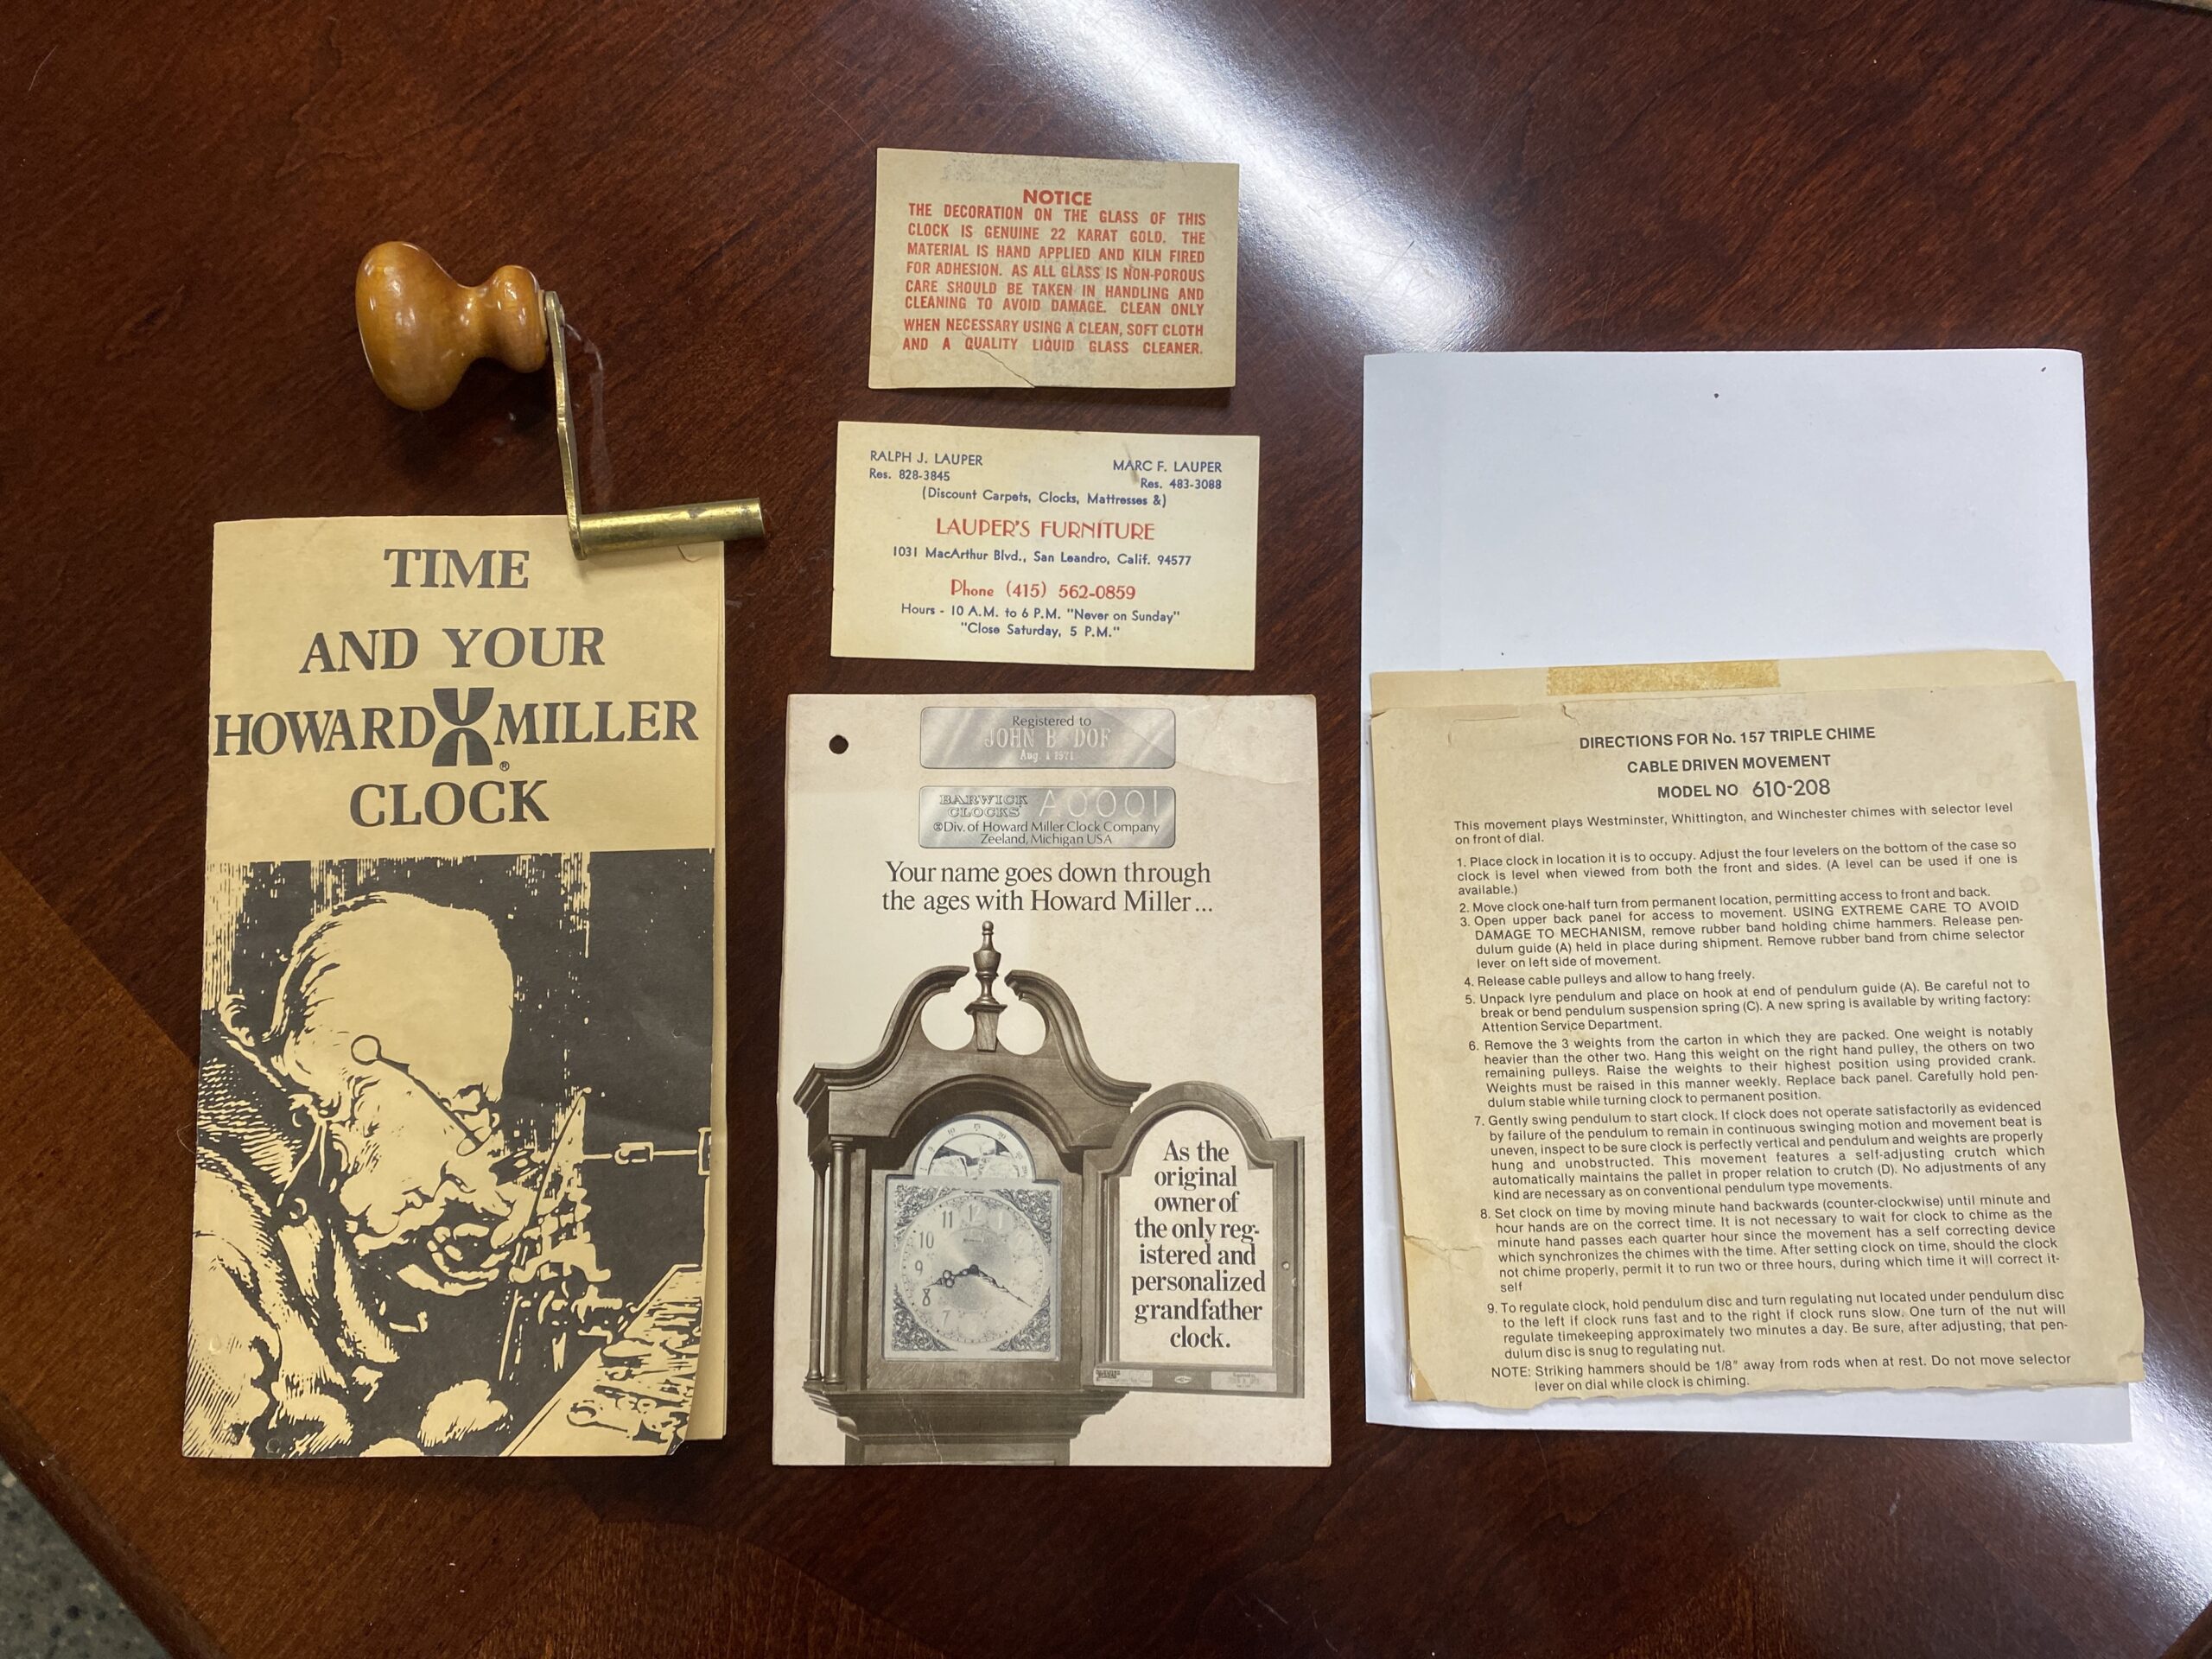 NOTICE
THE DECORATION ON THE GLASS OF THIS
CLOCK IS GENUINE 22 KARAT GOLD. THE
MATERIAL IS HAND APPLIED AND KILN FIRED
FOR ADHESION. AS ALL GLASS IS NON-POROUS
CARE SHOULD BE TAKEN IN HANDLING AND
CLEANING TO AVOID DAMAGE. CLEAN ONLY
WHEN NECESSARY USING A CLEAN, SOFT CLOTH
AND A QUALITY LIQUID GLASS CLEANER.
RALPH J. LAUPER
Res. 828-3845
MARC F. LAUPER
Res. 483-3088
(Discount Carpets, Clocks, Mattresses &)
LAUPER'S FURNITURE
1031 MacArthur Blvd., San Leandro, Calif. 94577
Phone (415) 562-0859
Hours - 10 A.M. to 6 P.M. "Never on Sunday"
"Close Saturday, 5 P.M."
TIME
AND YOUR
HOWARD MILLER
®
CLOCK
Registered to
JOHN B DOF
Aug. 1 1971
BARWICK
CLOCKS A0001
®Div. of Howard Miller Clock Company
Zeeland, Michigan USA
Your name goes down through
the ages with Howard Miller...
11 12 1
10
9
8
7
As the
original
owner of
the only reg-
istered and
personalized
grandfather
clock.
DIRECTIONS FOR No. 157 TRIPLE CHIME
CABLE DRIVEN MOVEMENT
MODEL NO 610-208
This movement plays Westminster, Whittington, and Winchester chimes with selector level
on front of dial.
1. Place clock in location it is to occupy. Adjust the four levelers on the bottom of the case so
clock is level when viewed from both the front and sides. (A level can be used if one is
available.)
2. Move clock one-half turn from permanent location, permitting access to front and back.
3. Open upper back panel for access to movement. USING EXTREME CARE TO AVOID
DAMAGE TO MECHANISM, remove rubber band holding chime hammers. Release pen-
dulum guide (A) held in place during shipment. Remove rubber band from chime selector
lever on left side of movement.
4. Release cable pulleys and allow to hang freely.
5. Unpack lyre pendulum and place on hook at end of pendulum guide (A). Be careful not to
break or bend pendulum suspension spring (C). A new spring is available by writing factory:
Attention Service Department.
6. Remove the 3 weights from the carton in which they are packed. One weight is notably
heavier than the other two. Hang this weight on the right hand pulley, the others on two
remaining pulleys. Raise the weights to their highest position using provided crank.
Weights must be raised in this manner weekly. Replace back panel. Carefully hold pen-
dulum stable while turning clock to permanent position.
7. Gently swing pendulum to start clock. If clock does not operate satisfactorily as evidenced
by failure of the pendulum to remain in continuous swinging motion and movement beat is
uneven, inspect to be sure clock is perfectly vertical and pendulum and weights are properly
hung and unobstructed. This movement features a self-adjusting crutch which
automatically maintains the pallet in proper relation to crutch (D). No adjustments of any
kind are necessary as on conventional pendulum type movements.
8. Set clock on time by moving minute hand backwards (counter-clockwise) until minute and
hour hands are on the correct time. It is not necessary to wait for clock to chime as the
minute hand passes each quarter hour since the movement has a self correcting device
which synchronizes the chimes with the time. After setting clock on time, should the clock
not chime properly, permit it to run two or three hours, during which time it will correct it-
self
9. To regulate clock, hold pendulum disc and turn regulating nut located under pendulum disc
to the left if clock runs fast and to the right if clock runs slow. One turn of the nut will
regulate timekeeping approximately two minutes a day. Be sure, after adjusting, that pen-
dulum disc is snug to regulating nut.
NOTE: Striking hammers should be 1/8" away from rods when at rest. Do not move selector
lever on dial while clock is chiming.